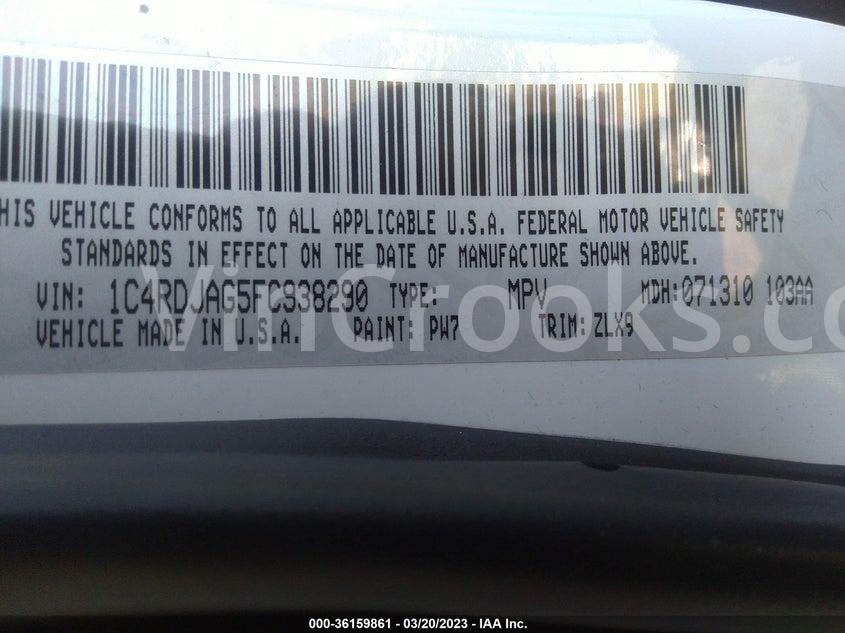 HIS VEHICLE CONFORMS TO ALL APPLICABLE U.S.A. FEDERAL MOTOR VEHICLE SAFETY
STANDARDS IN EFFECT ON THE DATE OF MANUFACTURE SHOWN ABOVE.
VIN: 1C4RDJAG5FC938290 TYPE: MPV MDH:071310 103AA
VEHICLE MADE IN U.S.A. PAINT: PW7 TRIM: ZLX9
VinCrooks.co
000-36159861 - 03/20/2023 - IAA Inc.